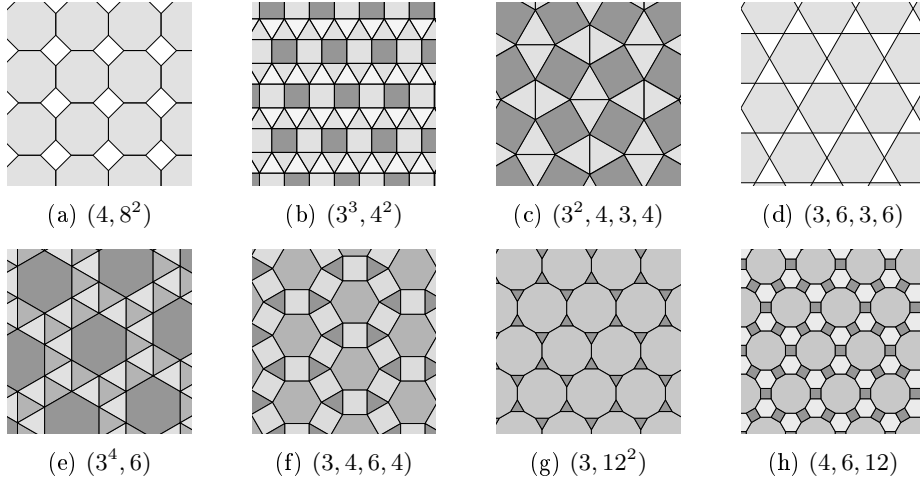 (a) (4, 8²) (b) (3³, 4²) (c) (3², 4, 3, 4) (d) (3, 6, 3, 6)
(e) (3⁴, 6) (f) (3, 4, 6, 4) (g) (3, 12²) (h) (4, 6, 12)